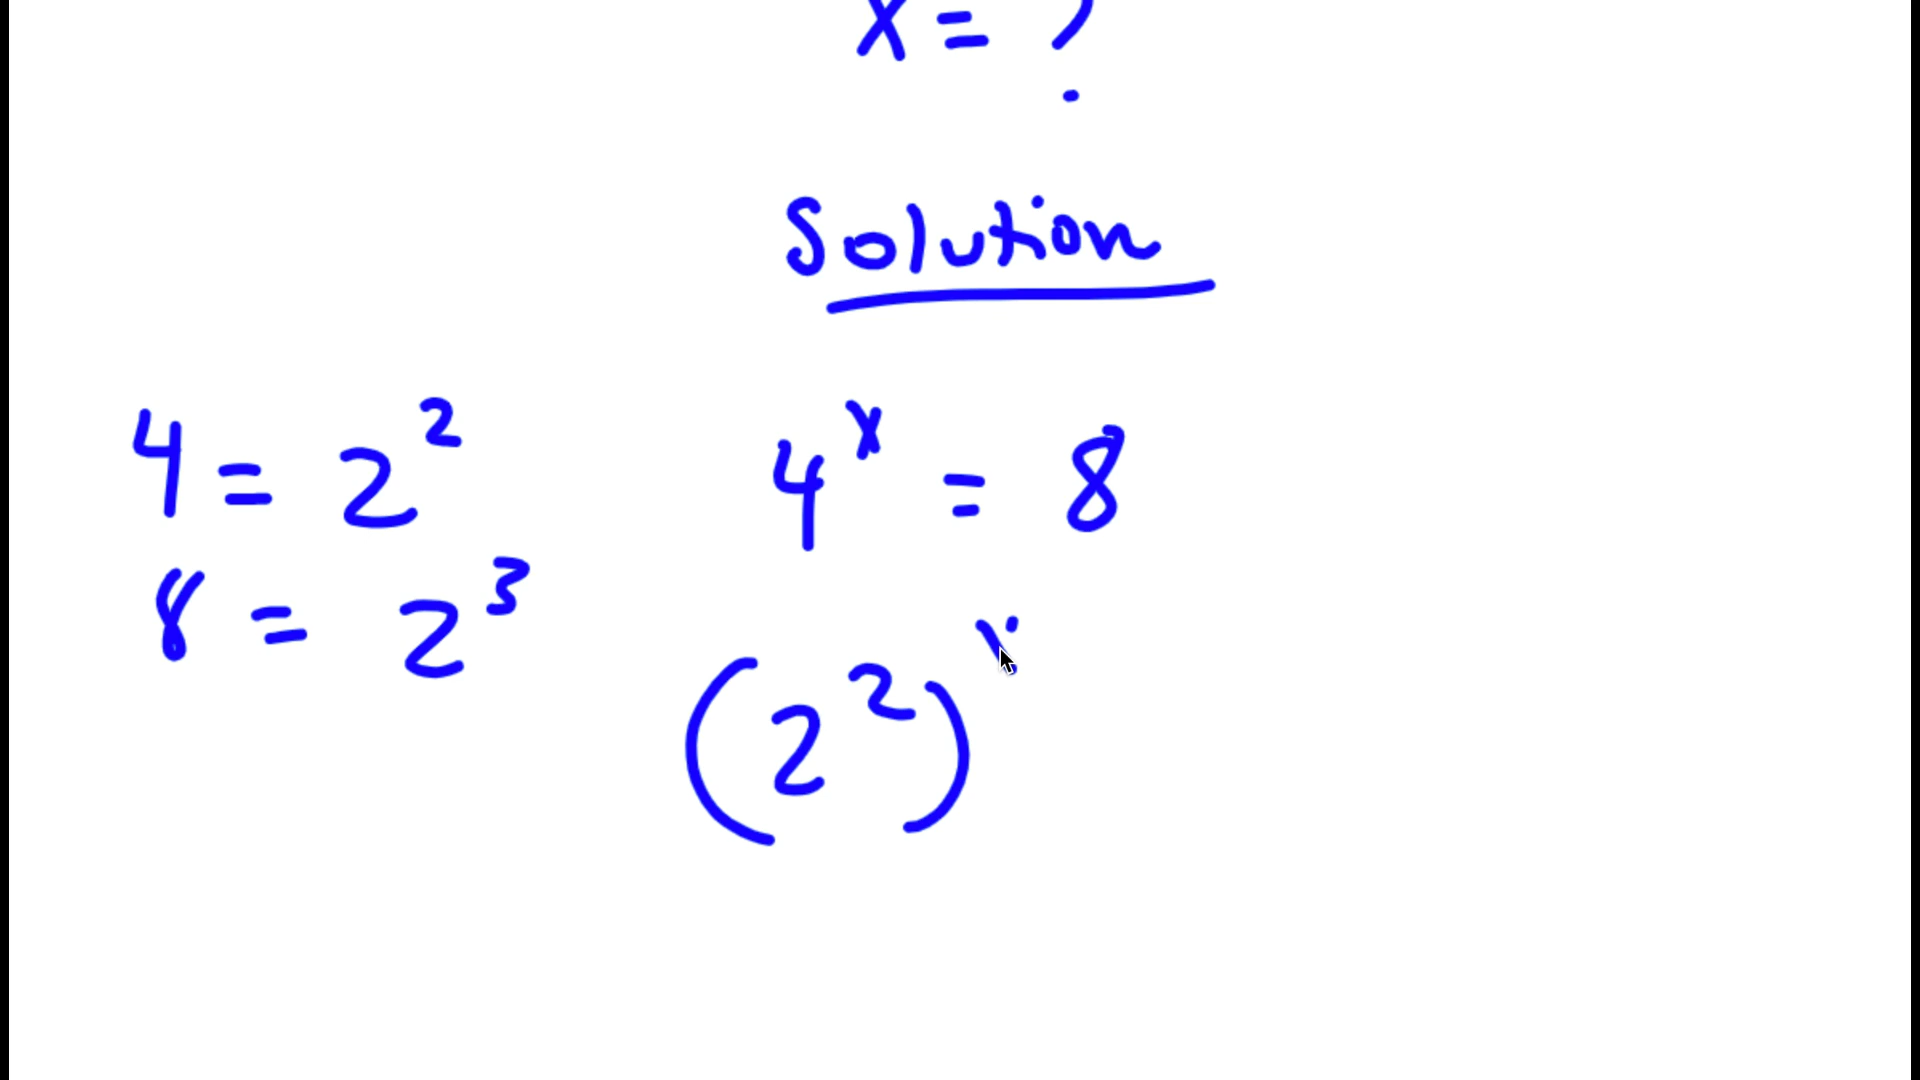 x = ?
Solution
4 = 2² 4ˣ = 8
8 = 2³
(2²)ˣ